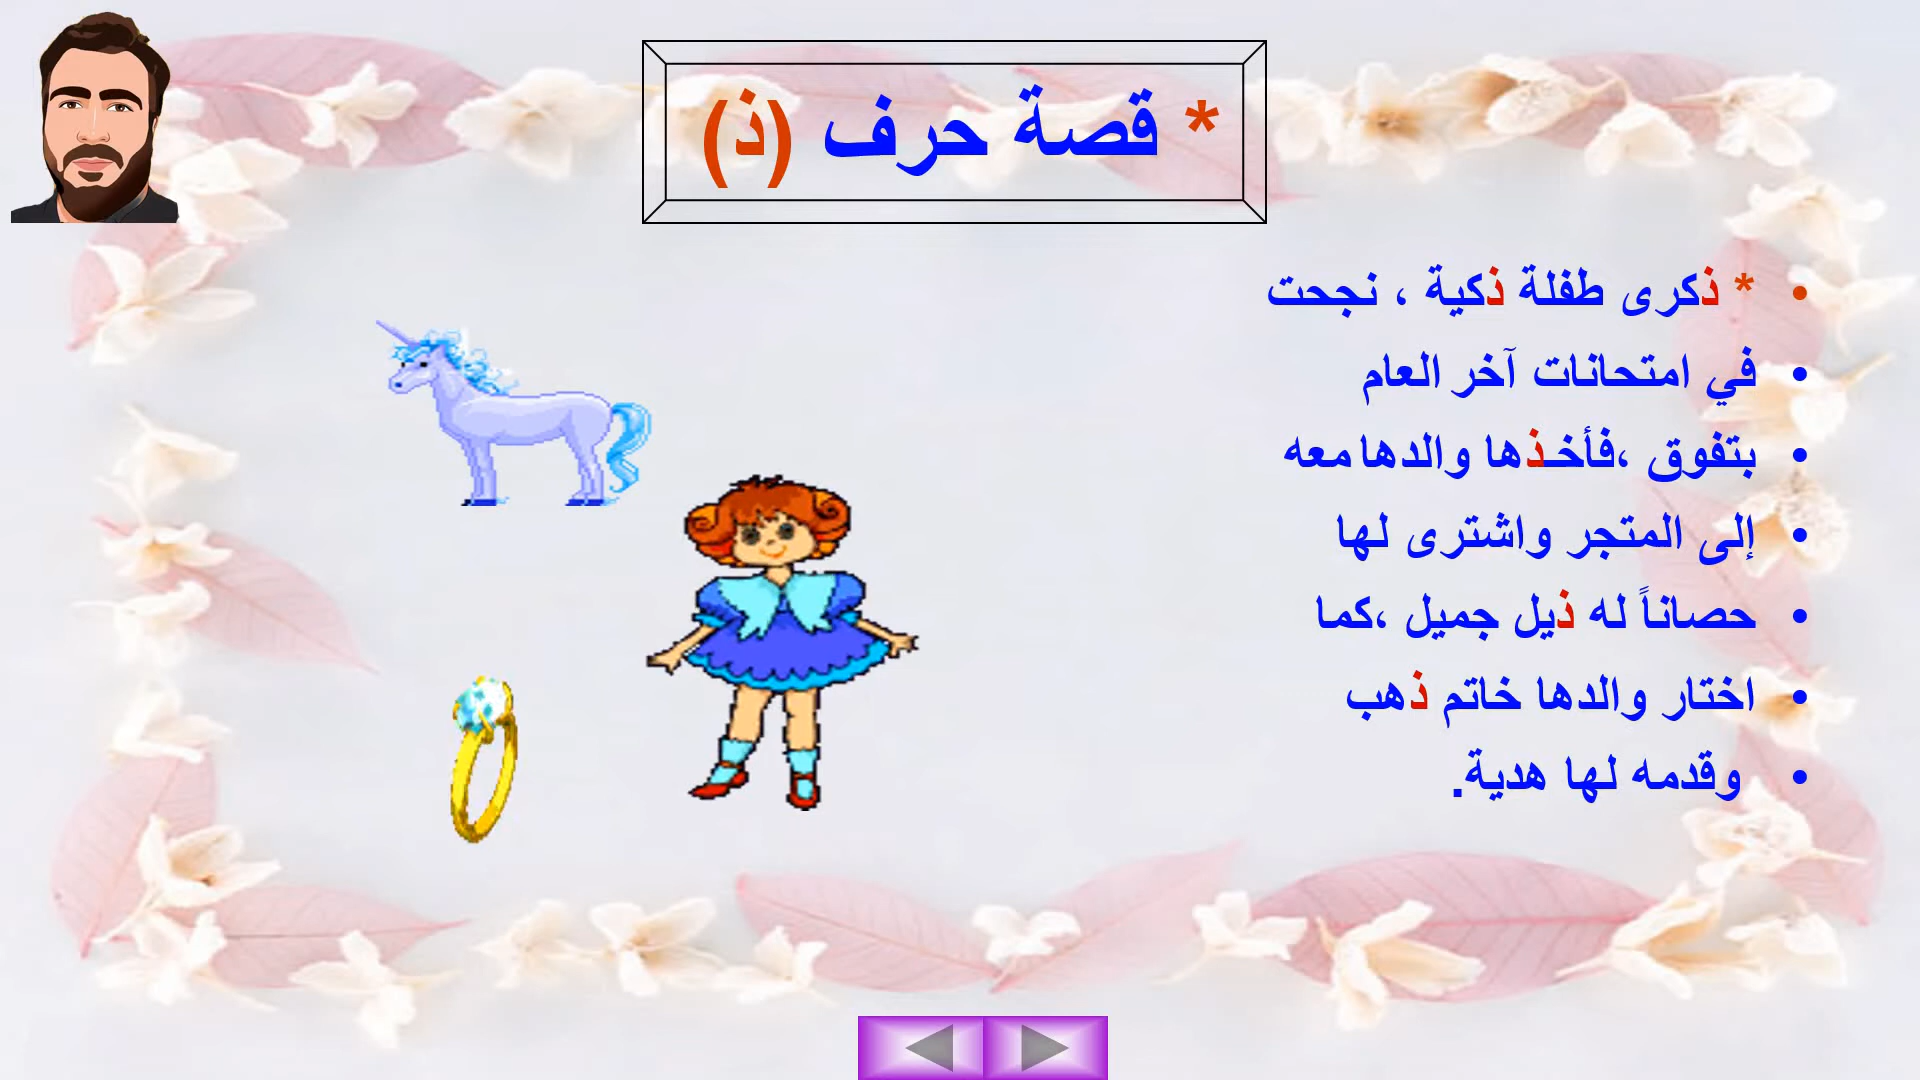 * قصة حرف (ذ)
• * ذكرى طفلة ذكية ، نجحت
• في امتحانات آخر العام
• بتفوق ،فأخـذها والدها معه
• إلى المتجر واشترى لها
• حصاناً له ذيل جميل ،كما
• اختار والدها خاتم ذهب
• وقدمه لها هدية.